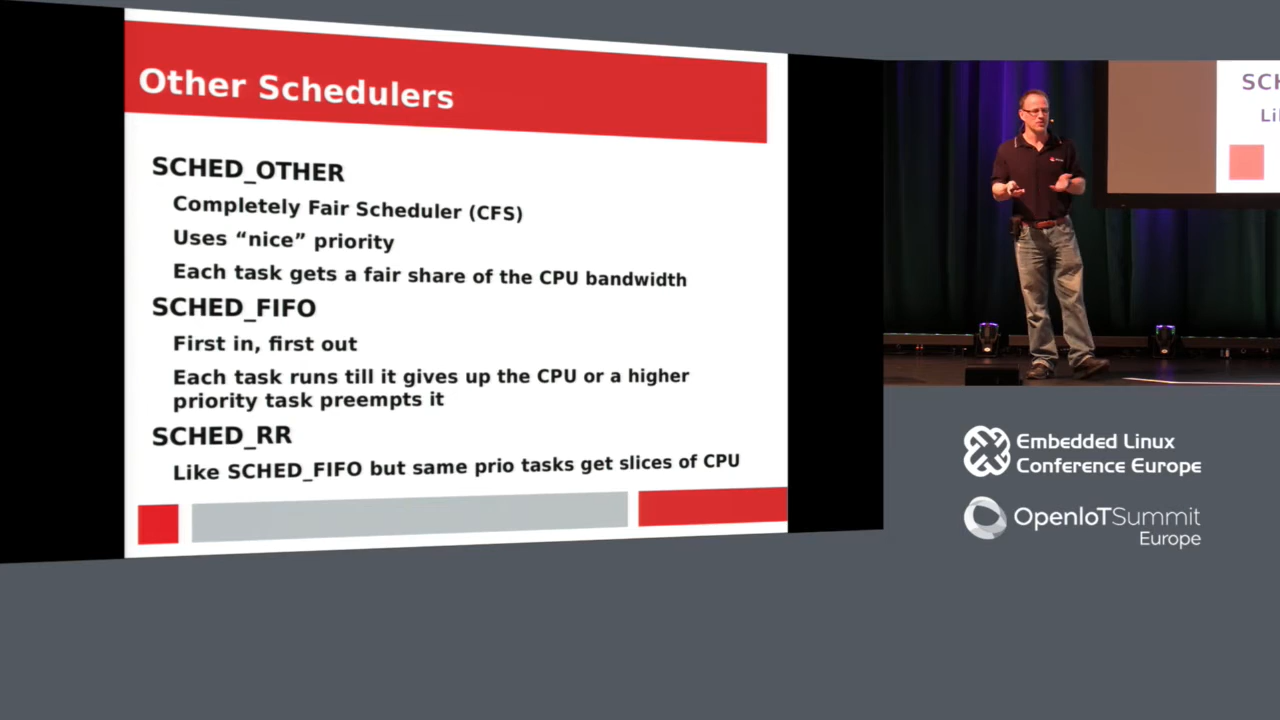 Other Schedulers
SCHED_OTHER
Completely Fair Scheduler (CFS)
Uses “nice” priority
Each task gets a fair share of the CPU bandwidth
SCHED_FIFO
First in, first out
Each task runs till it gives up the CPU or a higher
priority task preempts it
SCHED_RR
Like SCHED_FIFO but same prio tasks get slices of CPU
SCH
Li
Embedded Linux
Conference Europe
OpenIoTSummit
Europe